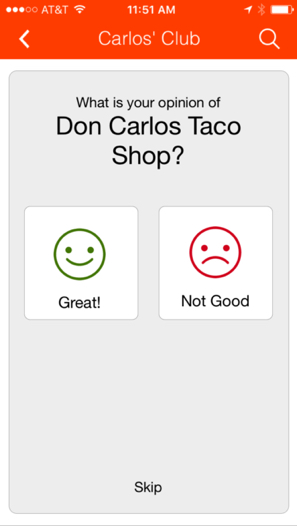 AT&T 11:51 AM
Carlos' Club
What is your opinion of
Don Carlos Taco
Shop?
Great! Not Good
Skip